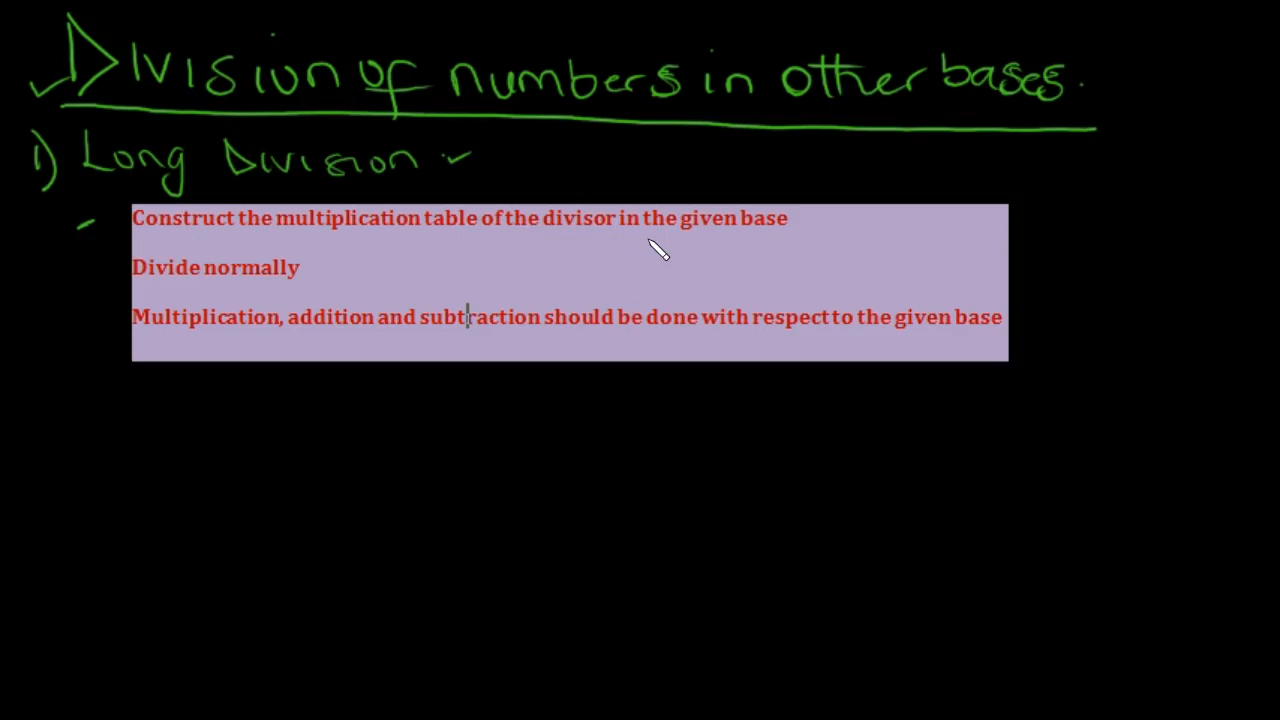 Division of numbers in other bases.
1) Long Division
- Construct the multiplication table of the divisor in the given base
Divide normally
Multiplication, addition and subtraction should be done with respect to the given base